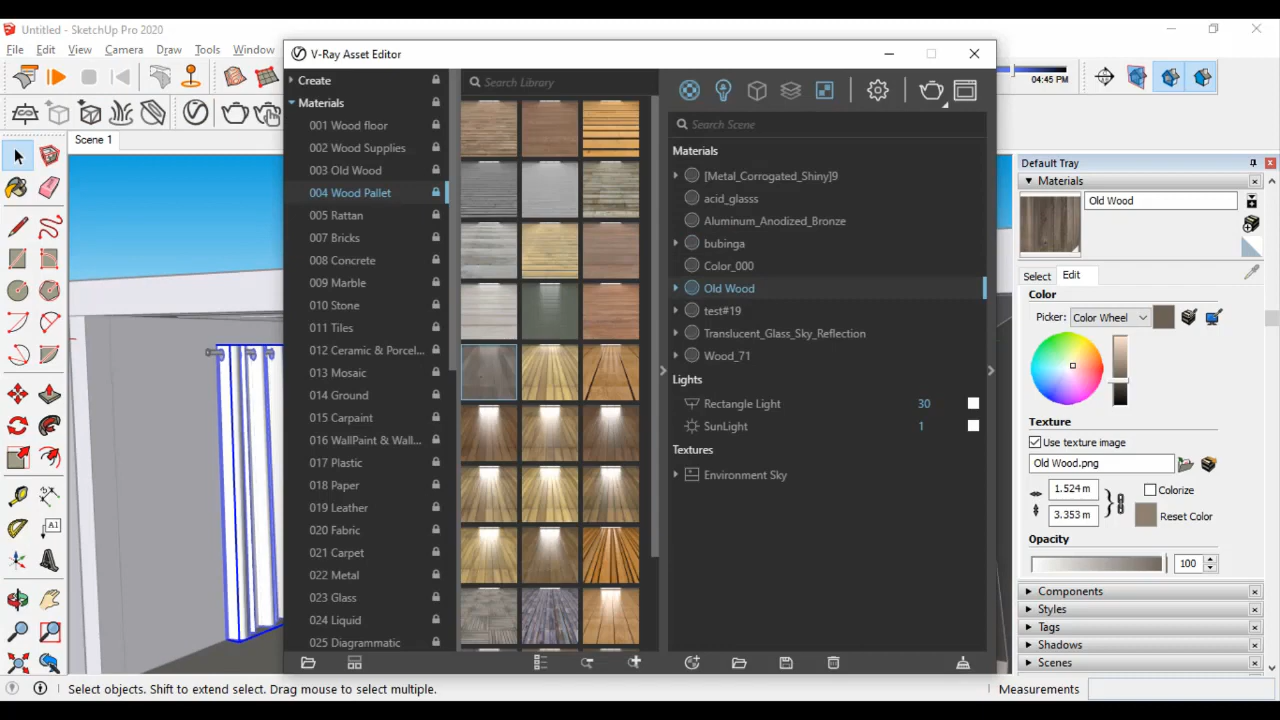 Untitled - SketchUp Pro 2020
File Edit View Camera Draw Tools Window
V-Ray Asset Editor
04:45 PM
Scene 1
Create
Materials
001 Wood floor
002 Wood Supplies
003 Old Wood
004 Wood Pallet
005 Rattan
007 Bricks
008 Concrete
009 Marble
010 Stone
011 Tiles
012 Ceramic & Porcel...
013 Mosaic
014 Ground
015 Carpaint
016 WallPaint & Wall...
017 Plastic
018 Paper
019 Leather
020 Fabric
021 Carpet
022 Metal
023 Glass
024 Liquid
025 Diagrammatic
Search Library
Search Scene
Materials
[Metal_Corrogated_Shiny]9
acid_glasss
Aluminum_Anodized_Bronze
bubinga
Color_000
Old Wood
test#19
Translucent_Glass_Sky_Reflection
Wood_71
Lights
Rectangle Light 30
SunLight 1
Textures
Environment Sky
Default Tray
Materials
Old Wood
Select Edit
Color
Picker: Color Wheel
Texture
Use texture image
Old Wood.png
1.524 m Colorize
3.353 m Reset Color
Opacity
100
Components
Styles
Tags
Shadows
Scenes
Select objects. Shift to extend select. Drag mouse to select multiple.
Measurements